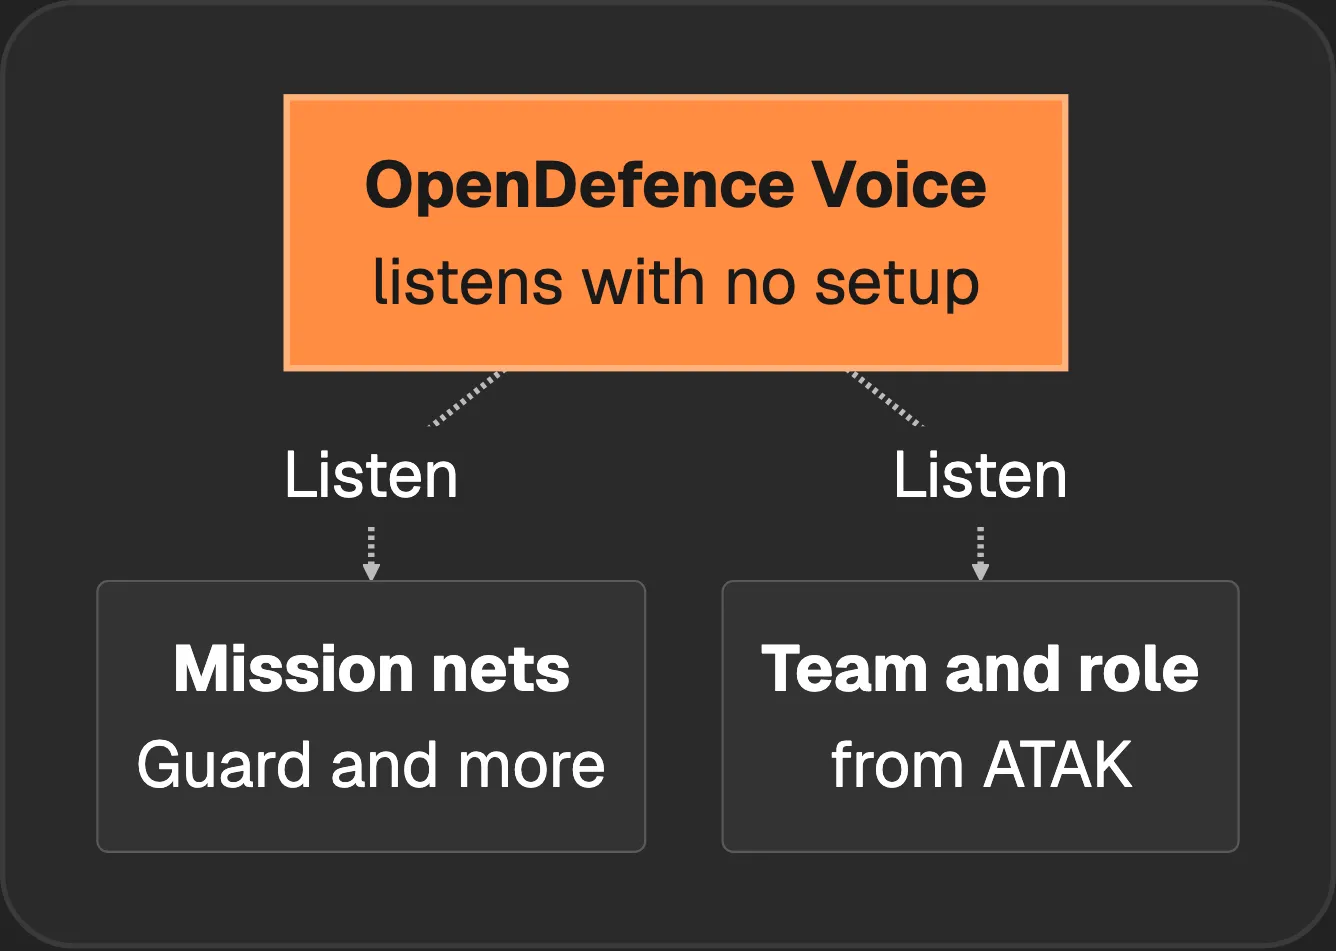 OpenDefence Voice
listens with no setup
Listen
Listen
Mission nets
Guard and more
Team and role
from ATAK